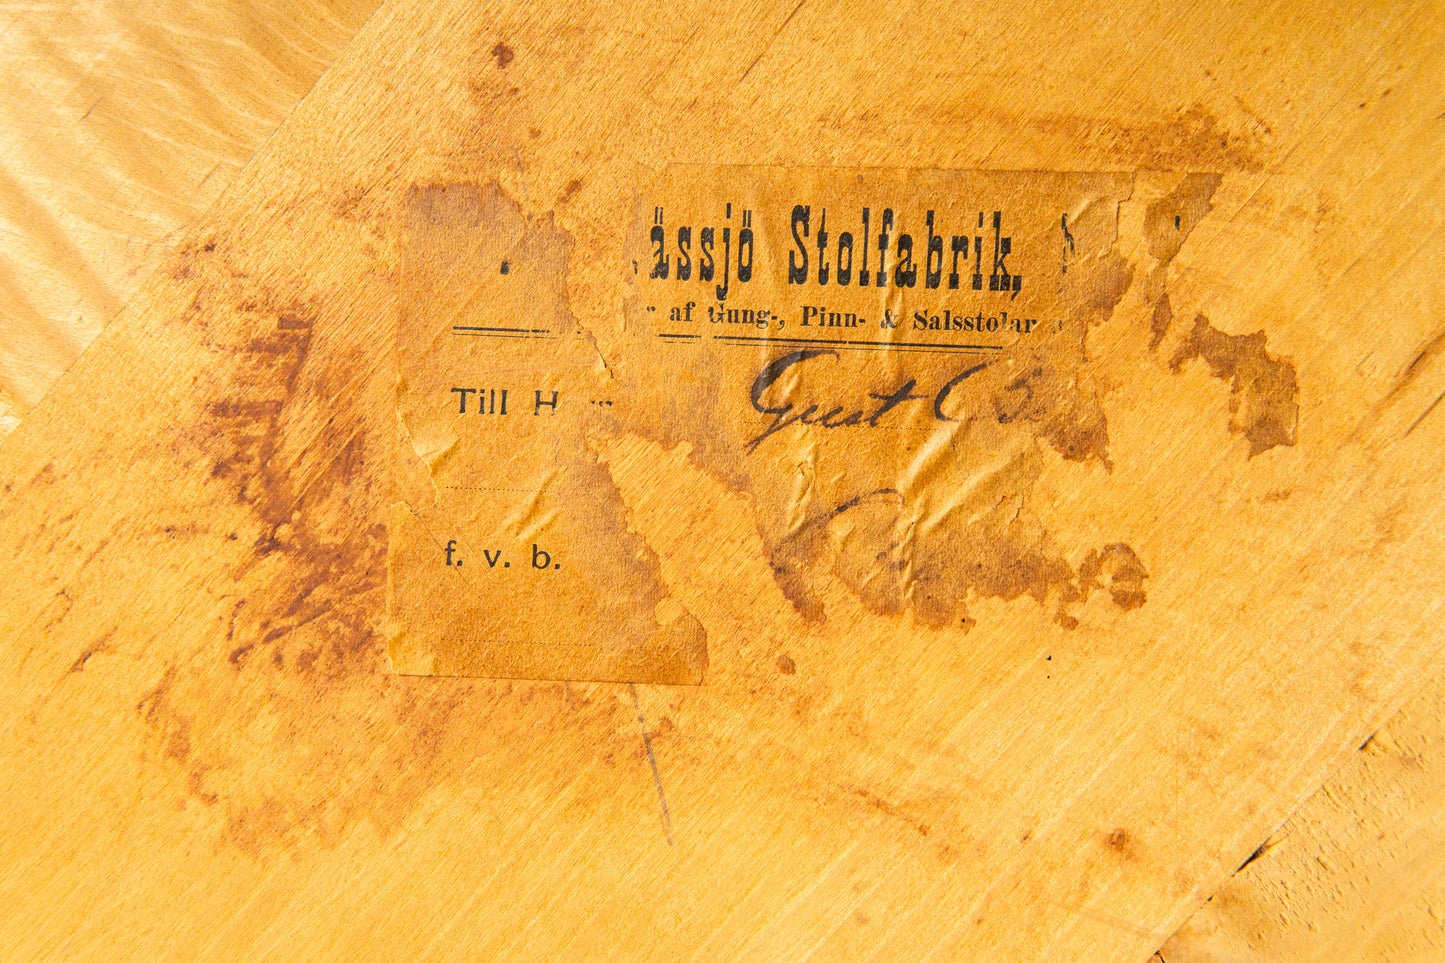 ässjö Stolfabrik,
af Gung-, Pinn- & Salsstolar
Till H
Gust
f. v. b.